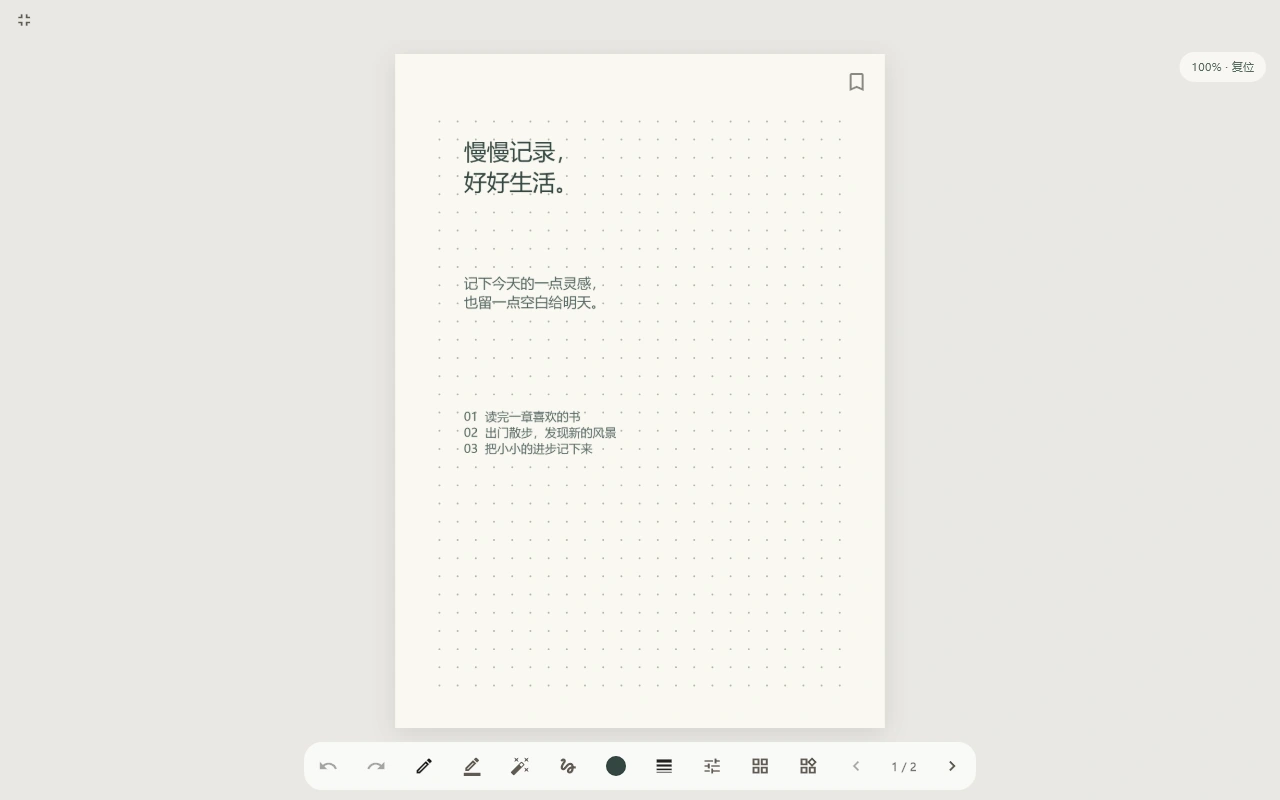 100% · 复位
慢慢记录，
好好生活。
记下今天的一点灵感，
也留一点空白给明天。
01 读完一章喜欢的书
02 出门散步，发现新的风景
03 把小小的进步记下来
1 / 2